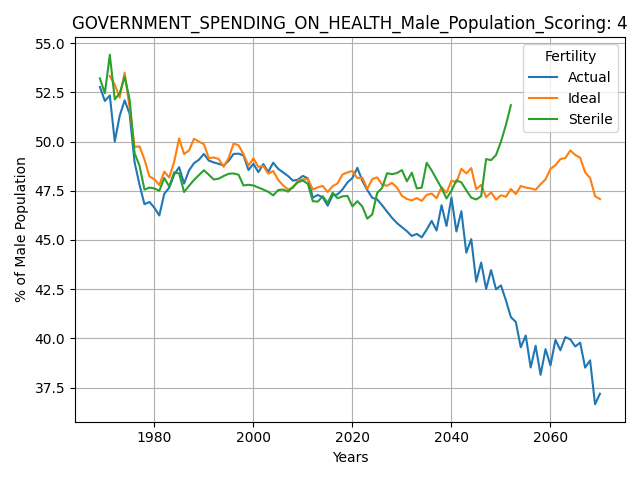 GOVERNMENT_SPENDING_ON_HEALTH_Male_Population_Scoring: 4
Fertility
Actual
Ideal
Sterile
% of Male Population
55.0
52.5
50.0
47.5
45.0
42.5
40.0
37.5
1980 2000 2020 2040 2060
Years